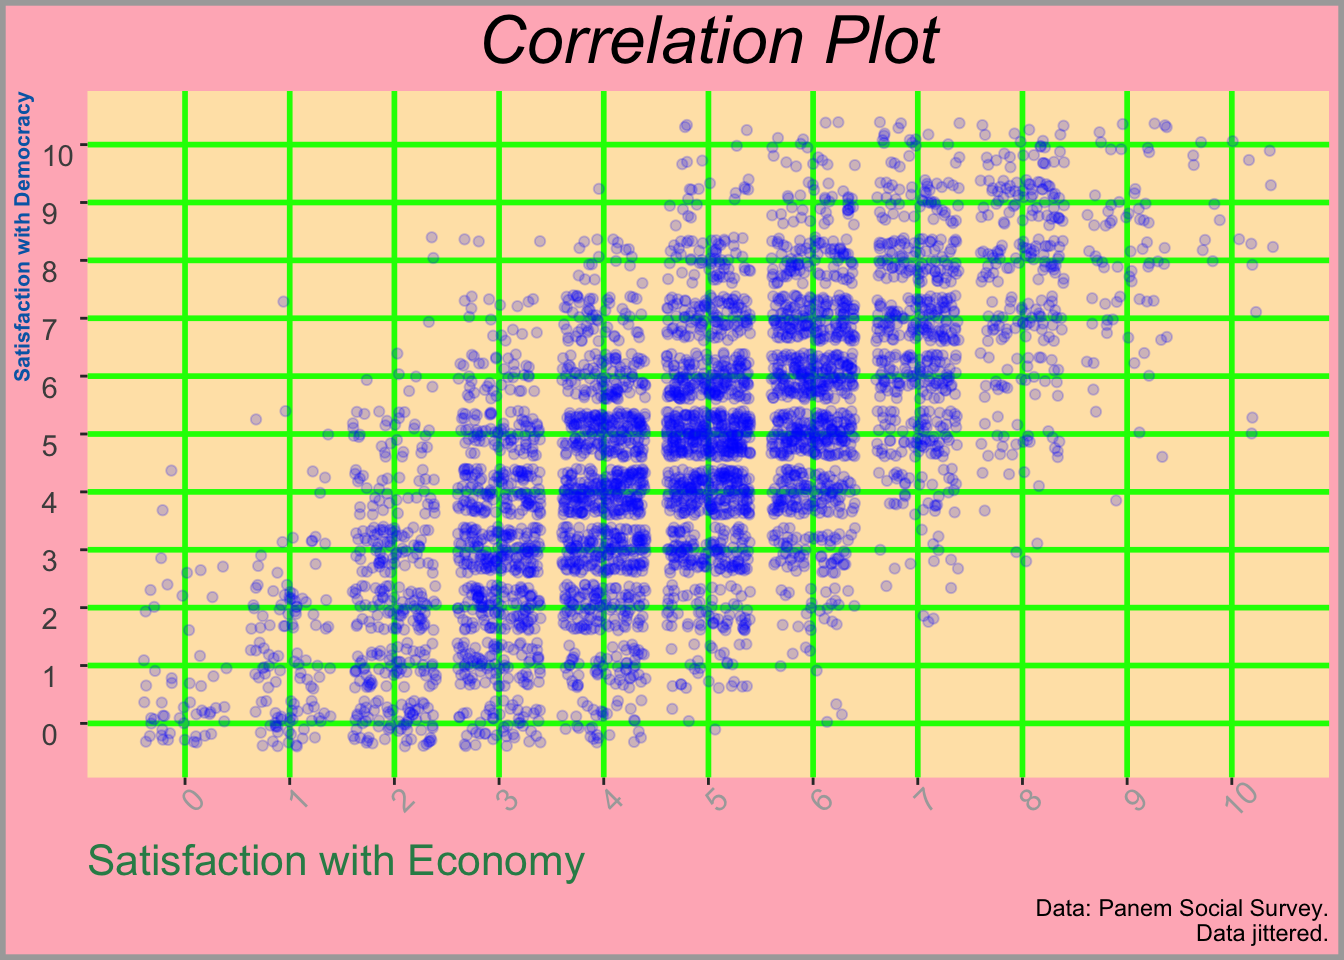 Correlation Plot
Satisfaction with Democracy
10
9
8
7
6
5
4
3
2
1
0
0 1 2 3 4 5 6 7 8 9 10
Satisfaction with Economy
Data: Panem Social Survey.
Data jittered.